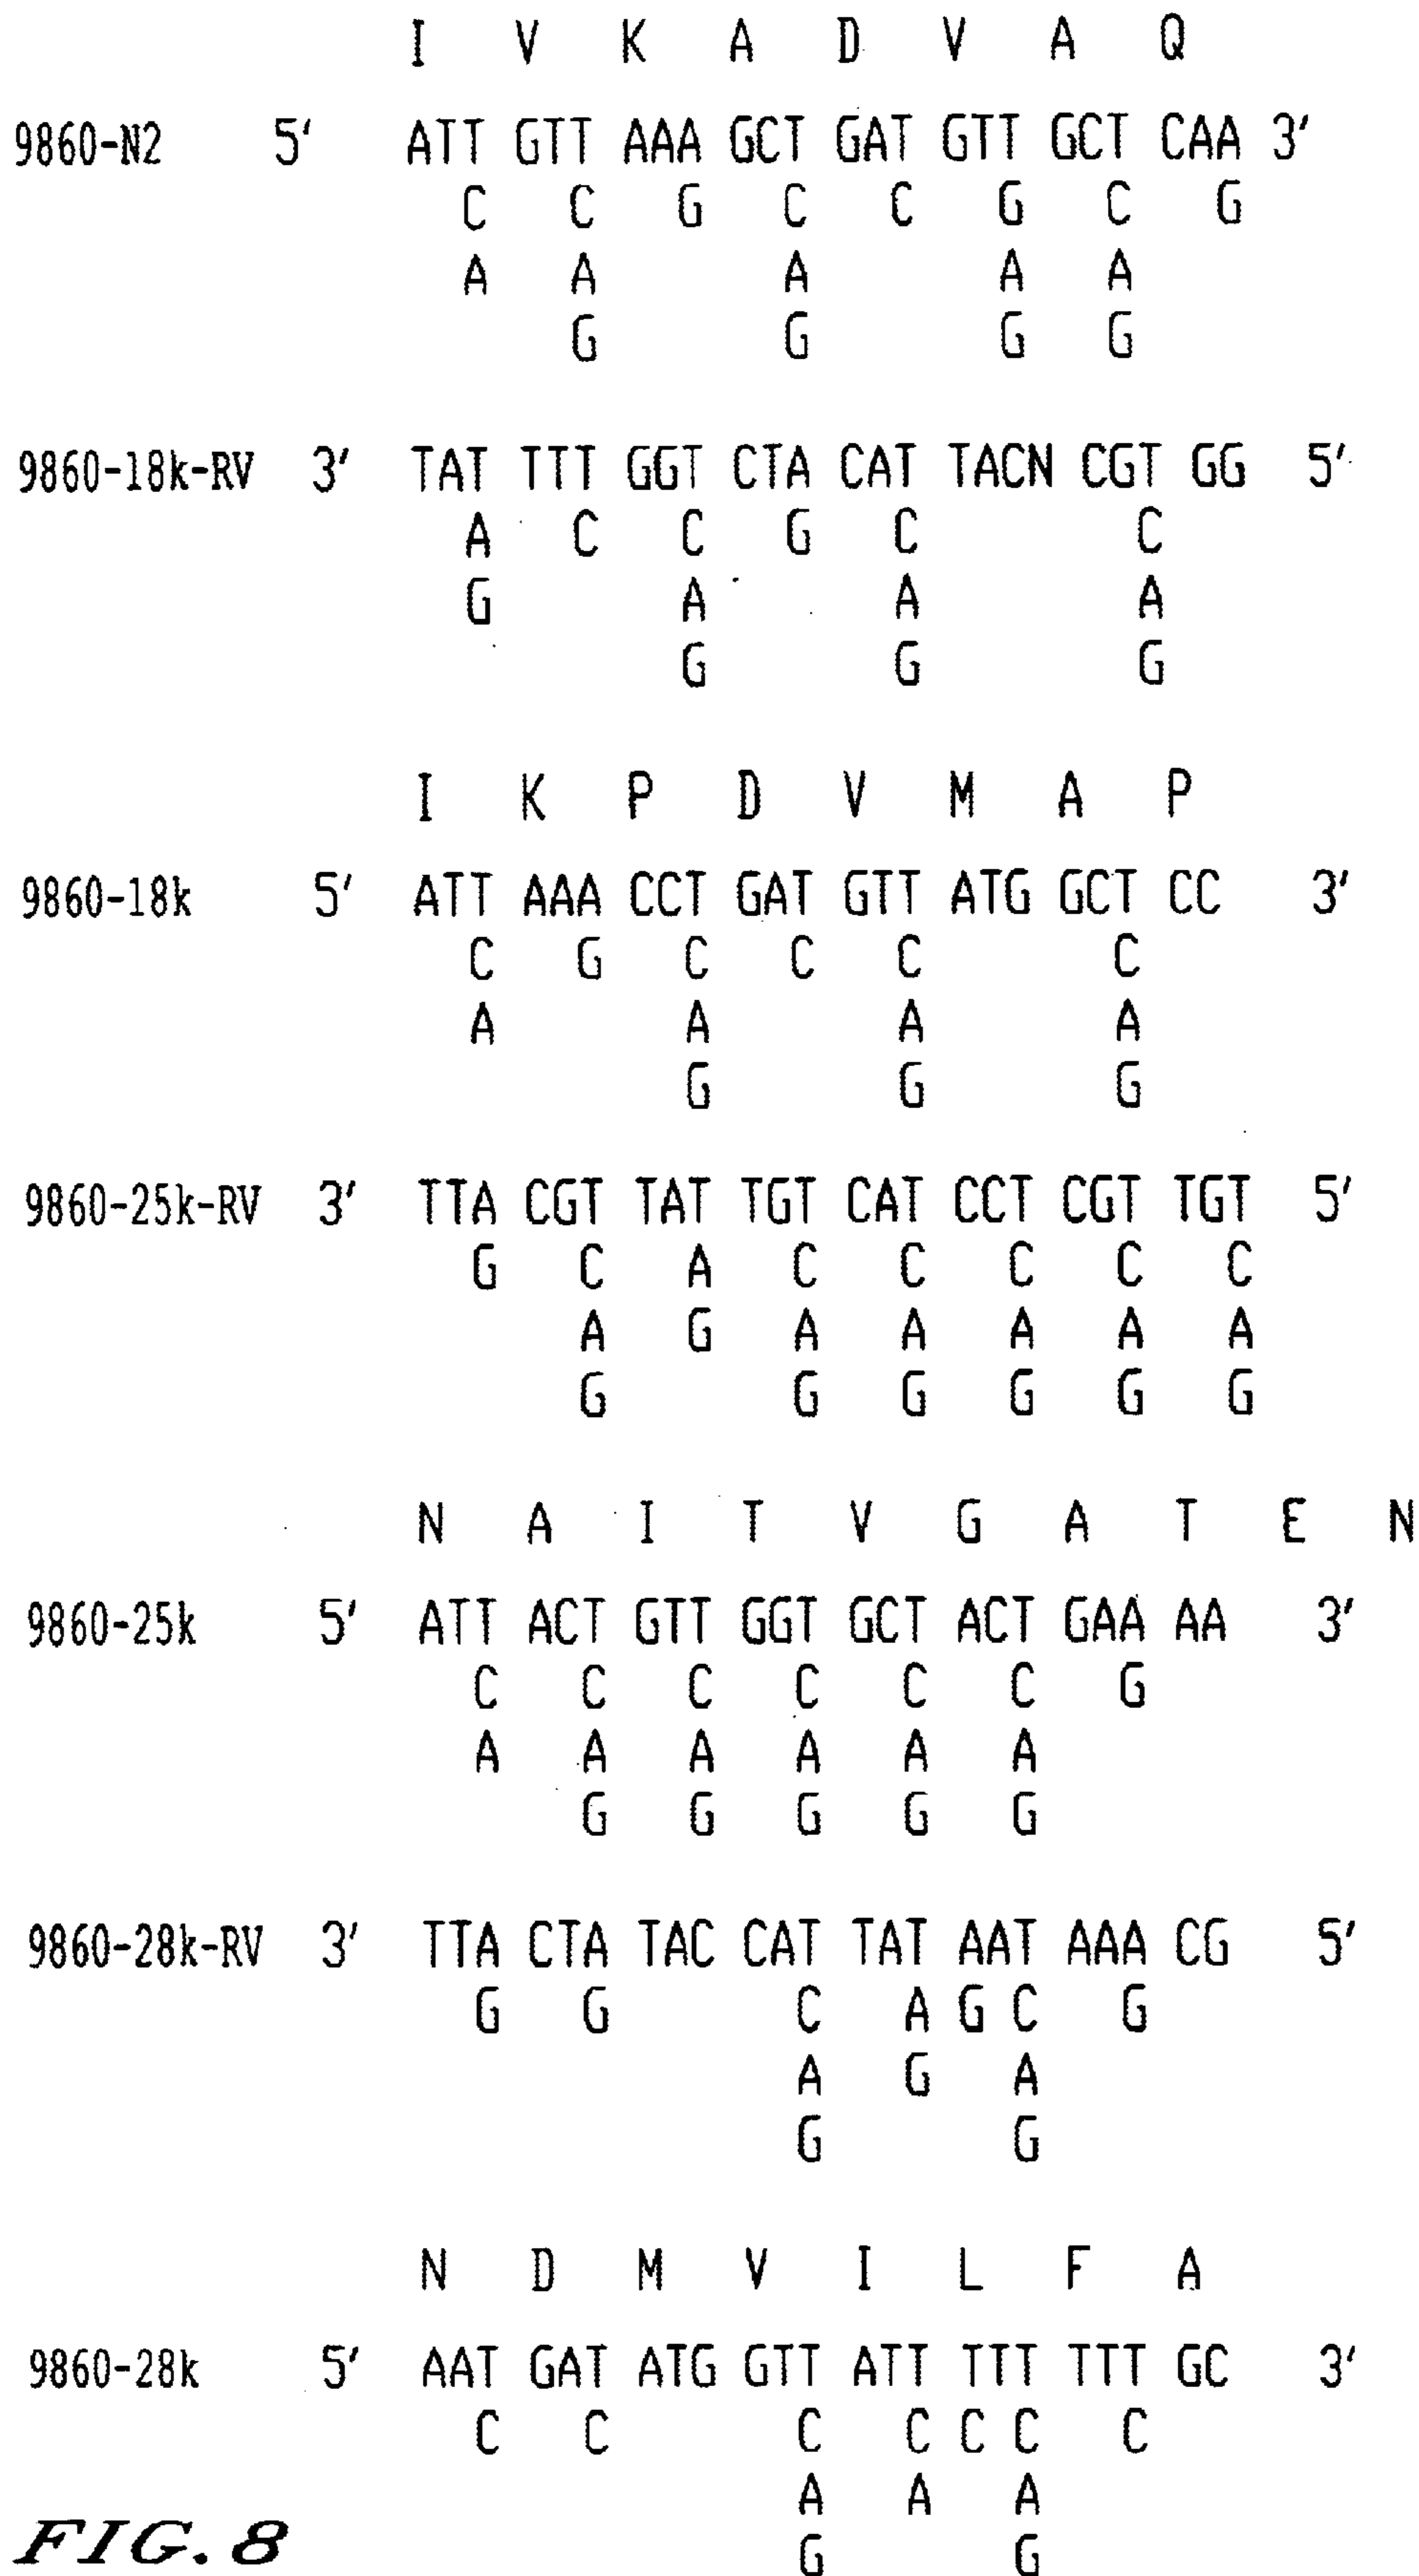 I V K A D V A Q
9860-N2 5' ATT GTT AAA GCT GAT GTT GCT CAA 3'
C C G C C G C G
A A A A A
G G G G
9860-18k-RV 3' TAT TTT GGT CTA CAT TACN CGT GG 5'
A C C G C C
G A A A
G G G
I K P D V M A P
9860-18k 5' ATT AAA CCT GAT GTT ATG GCT CC 3'
C G C C C C
A A A A
G G G
9860-25k-RV 3' TTA CGT TAT TGT CAT CCT CGT TGT 5'
G C A C C C C C
A G A A A A A
G G G G G G
N A I T V G A T E N
9860-25k 5' ATT ACT GTT GGT GCT ACT GAA AA 3'
C C C C C C G
A A A A A A
G G G G G
9860-28k-RV 3' TTA CTA TAC CAT TAT AAT AAA CG 5'
G G C A G C G
A G A
G G
N D M V I L F A
9860-28k 5' AAT GAT ATG GTT ATT TTT TTT GC 3'
C C C C C C C
A A A
G G
FIG. 8